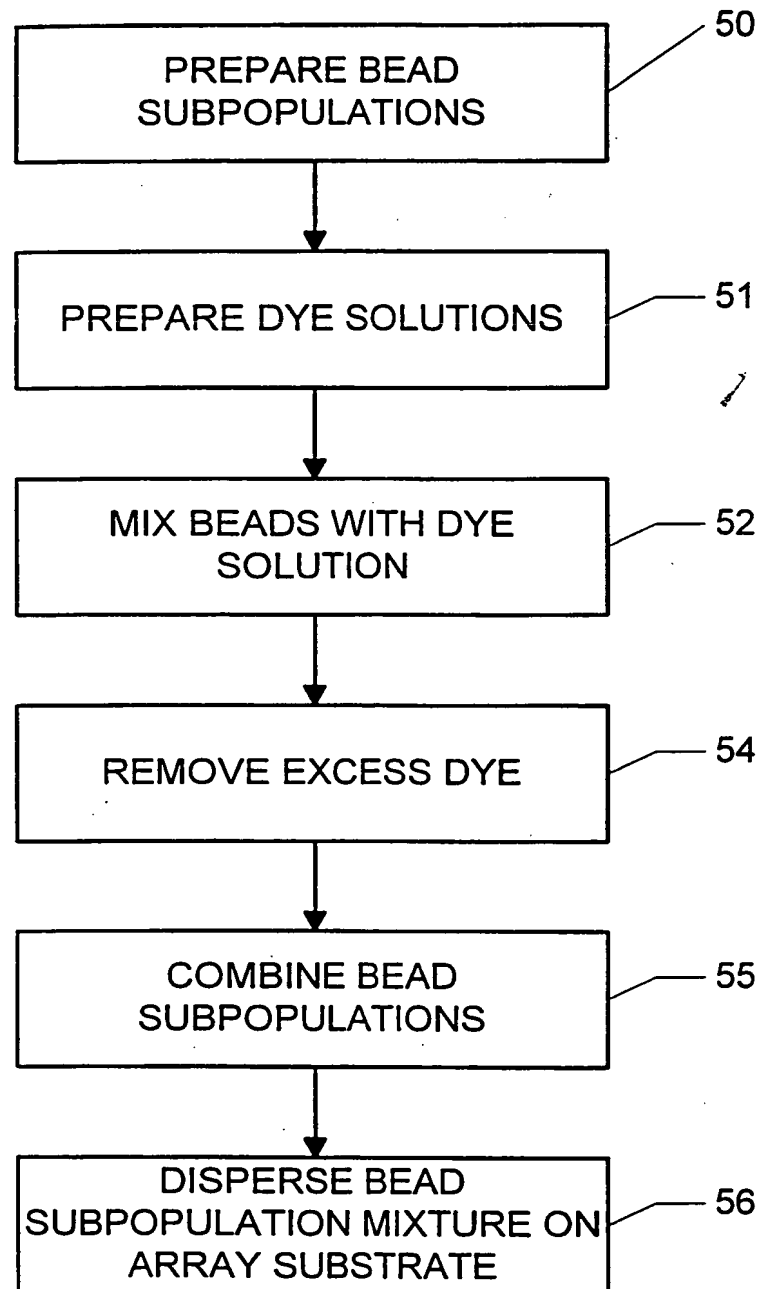 50
PREPARE BEAD
SUBPOPULATIONS
51
PREPARE DYE SOLUTIONS
52
MIX BEADS WITH DYE
SOLUTION
54
REMOVE EXCESS DYE
55
COMBINE BEAD
SUBPOPULATIONS
56
DISPERSE BEAD
SUBPOPULATION MIXTURE ON
ARRAY SUBSTRATE